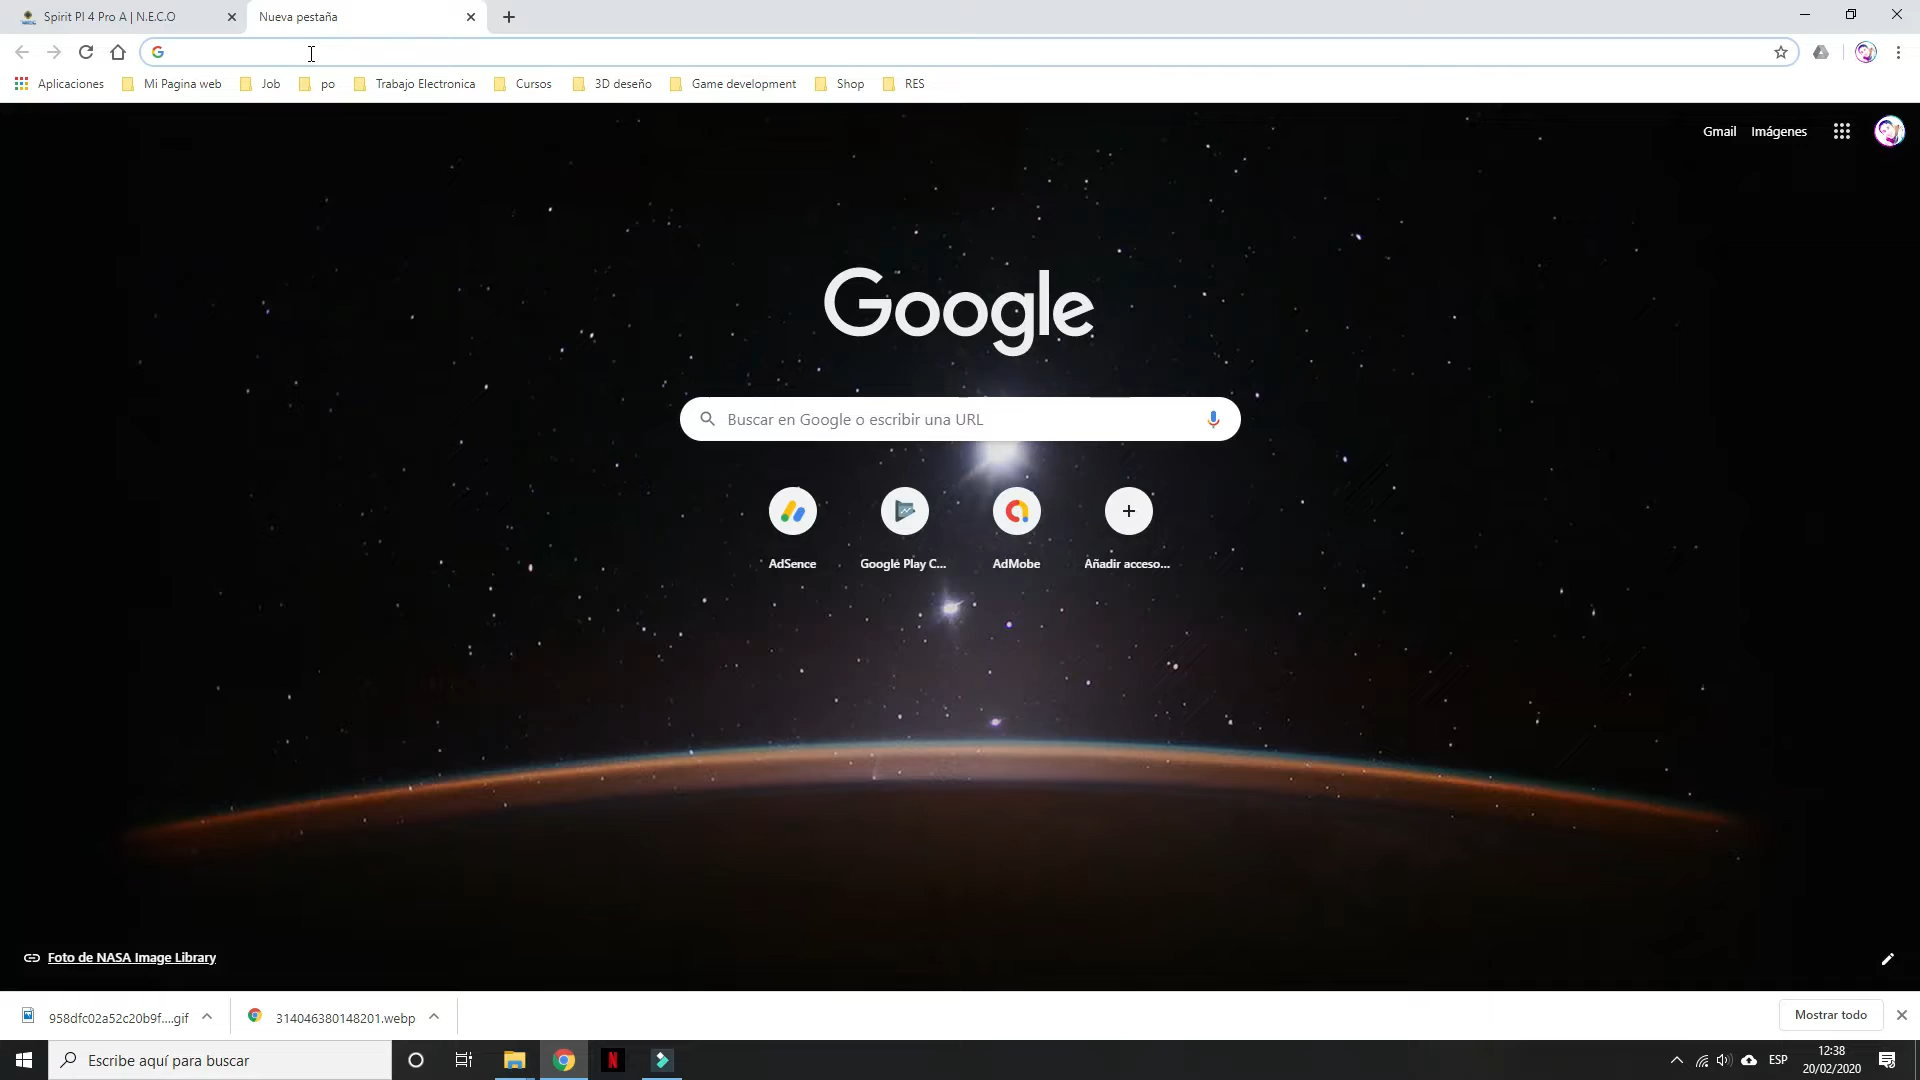 Spirit PI 4 Pro A | N.E.C.O
Nueva pestaña
Aplicaciones
Mi Pagina web
Job
po
Trabajo Electronica
Cursos
3D deseño
Game development
Shop
RES
Gmail
Imágenes
Google
Buscar en Google o escribir una URL
AdSence
Google Play C...
AdMobe
Añadir acceso...
Foto de NASA Image Library
958dfc02a52c20b9f....gif
314046380148201.webp
Mostrar todo
Escribe aquí para buscar
ESP
12:38
20/02/2020